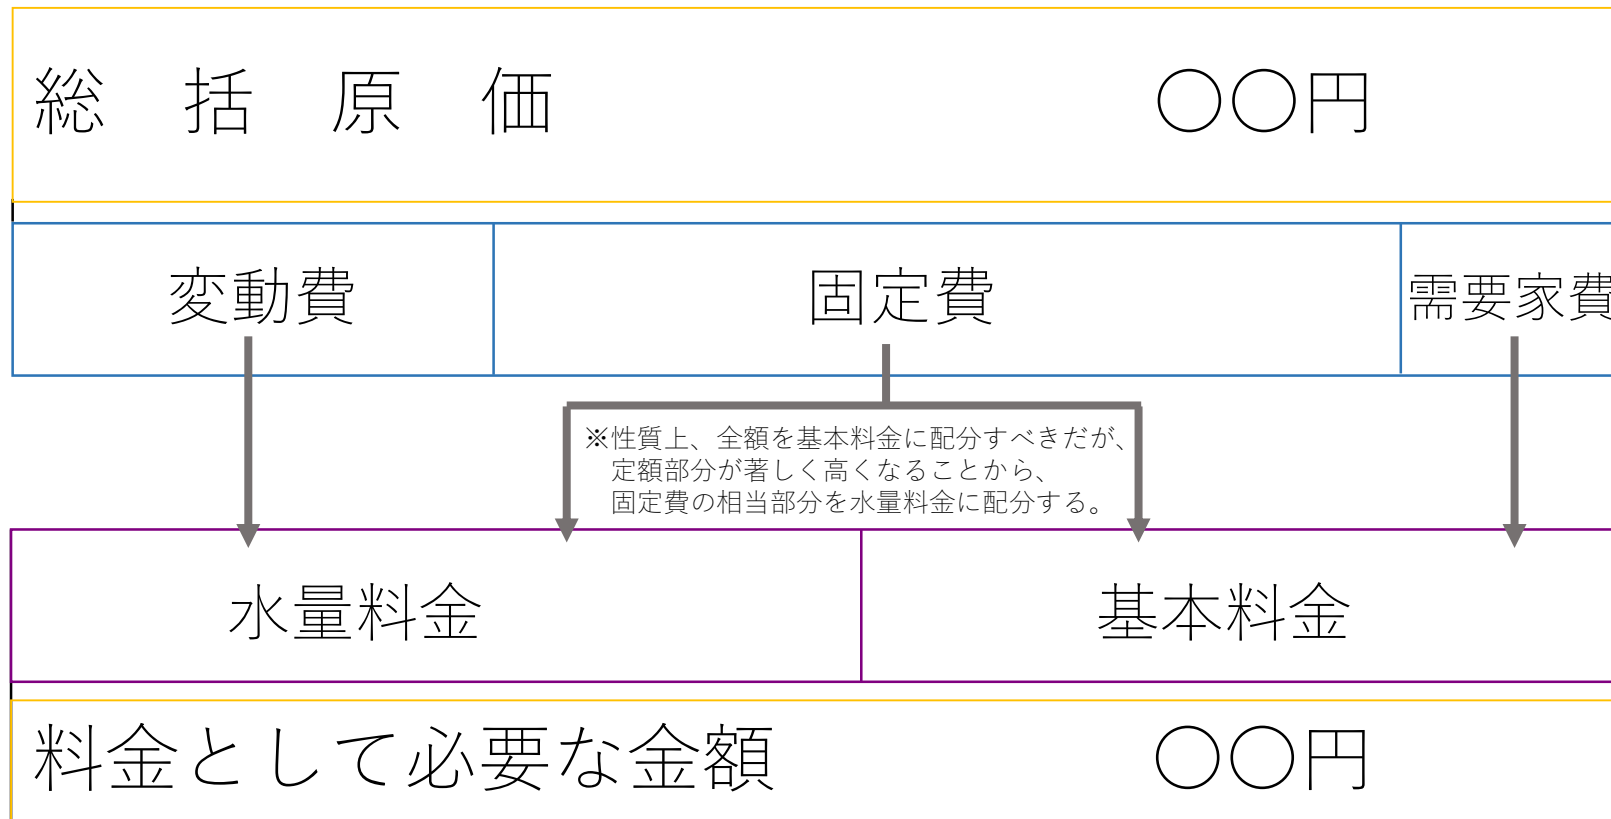 総　括　原　価　　　　　　　　〇〇円
変動費　固定費　需要家費
※性質上、全額を基本料金に配分すべきだが、
定額部分が著しく高くなることから、
固定費の相当部分を水量料金に配分する。
水量料金　基本料金
料金として必要な金額　　　　　〇〇円